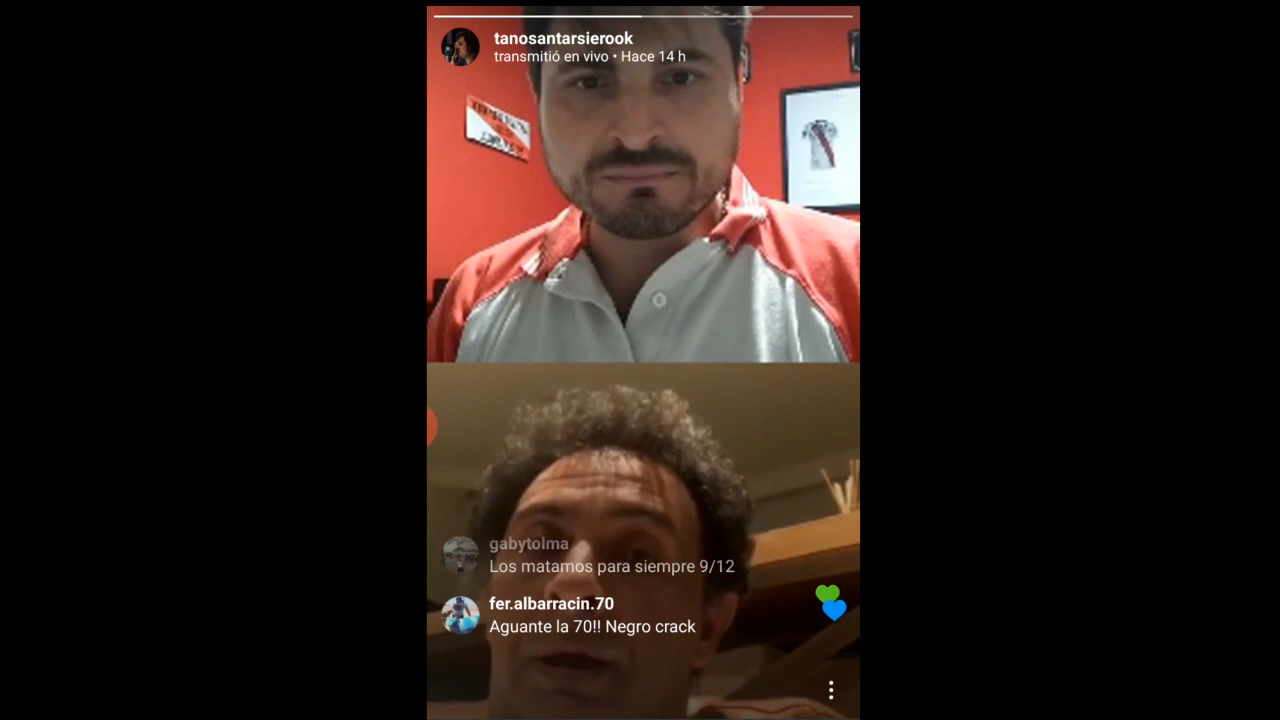 tanosantarsierook
transmitió en vivo • Hace 14 h
gabytolma
Los matamos para siempre 9/12
fer.albarracin.70
Aguante la 70!! Negro crack